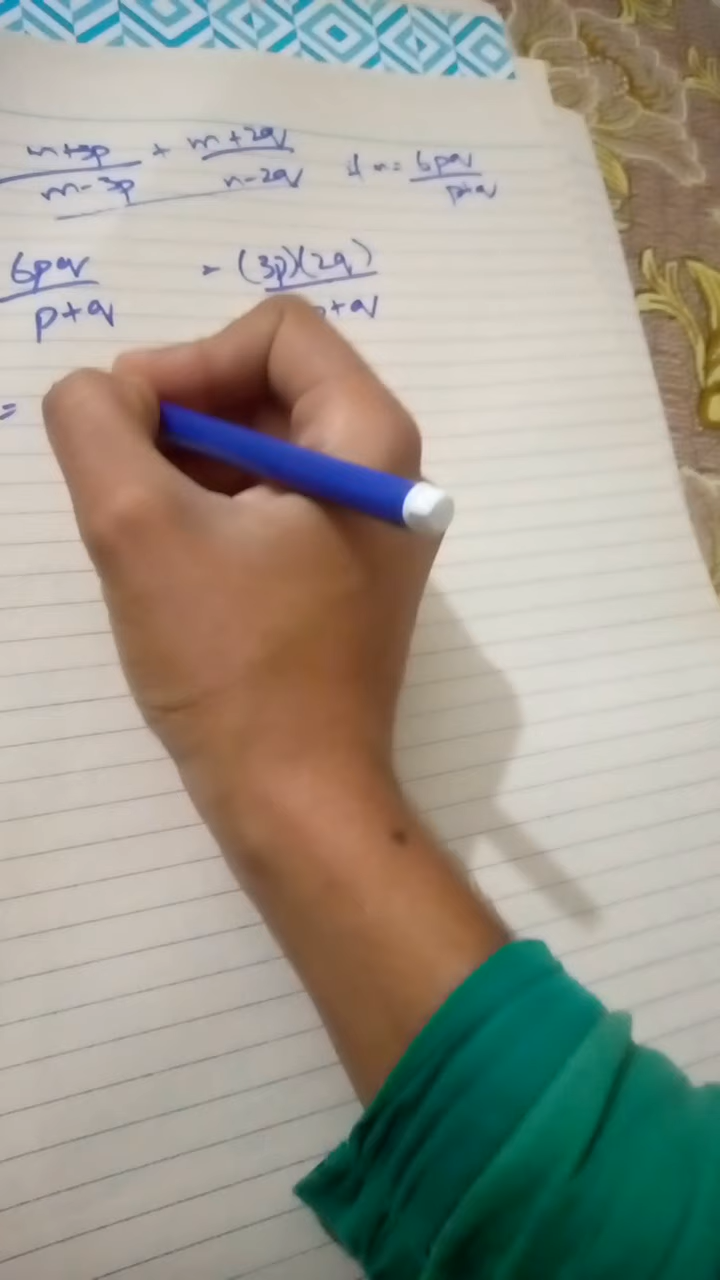 m+3p/m-3p + m+2q/n-2q if m = 6pq/p+q
6pq/p+q = (3p)(2q)/p+q
=